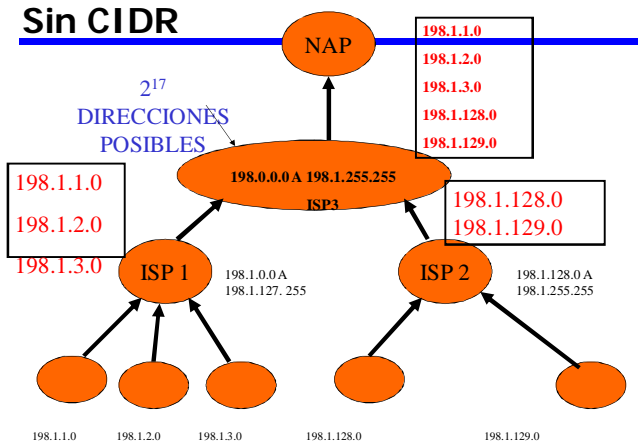 Sin CIDR
NAP
198.1.1.0
198.1.2.0
198.1.3.0
198.1.128.0
198.1.129.0
2¹⁷
DIRECCIONES
POSIBLES
198.0.0.0 A 198.1.255.255
ISP3
198.1.1.0
198.1.2.0
198.1.3.0
198.1.128.0
198.1.129.0
ISP 1
198.1.0.0 A
198.1.127. 255
ISP 2
198.1.128.0 A
198.1.255.255
198.1.1.0
198.1.2.0
198.1.3.0
198.1.128.0
198.1.129.0